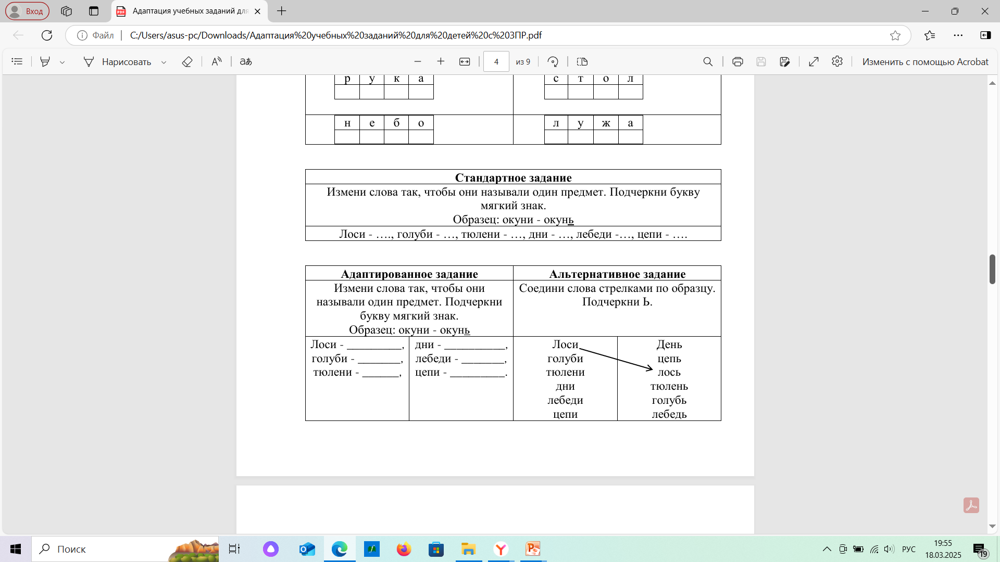 Вход
Адаптация учебных заданий для
Файл
C:/Users/asus-pc/Downloads/Адаптация%20учебных%20заданий%20для%20детей%20с%20ЗПР.pdf
Нарисовать
aあ
4 из 9
Изменить с помощью Acrobat
р у к а
с т о л
н е б о
л у ж а
Стандартное задание
Измени слова так, чтобы они называли один предмет. Подчеркни букву
мягкий знак.
Образец: окуни - окунь
Лоси - …., голуби - …, тюлени - …, дни - …, лебеди -…, цепи - ….
Адаптированное задание
Измени слова так, чтобы они
называли один предмет. Подчеркни
букву мягкий знак.
Образец: окуни - окунь
Лоси - _________,
голуби - _______,
тюлени - ______,
дни - __________,
лебеди - _______,
цепи - _________.
Альтернативное задание
Соедини слова стрелками по образцу.
Подчеркни Ь.
Лоси
голуби
тюлени
дни
лебеди
цепи
День
цепь
лось
тюлень
голубь
лебедь
Поиск
РУС
19:55
18.03.2025
19